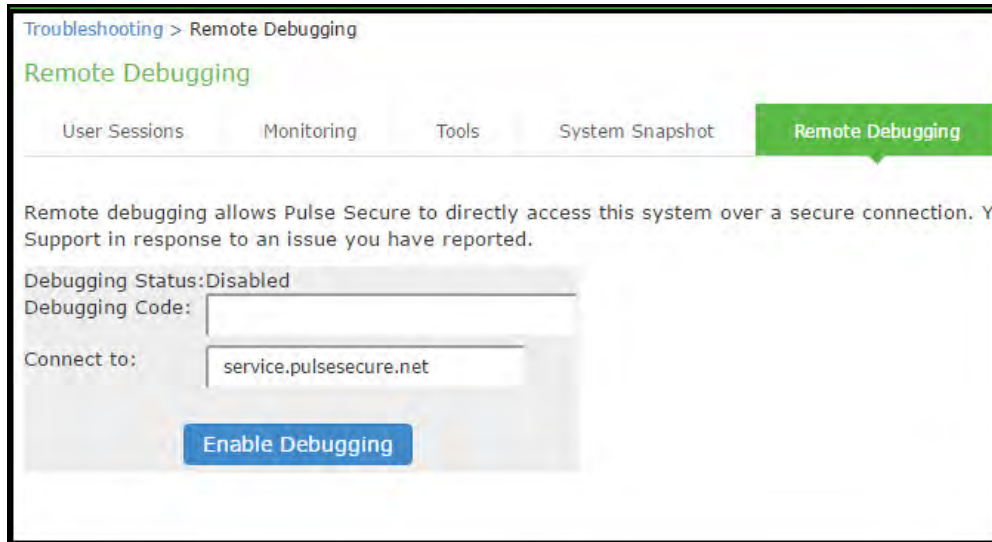 Troubleshooting > Remote Debugging
Remote Debugging
User Sessions Monitoring Tools System Snapshot Remote Debugging
Remote debugging allows Pulse Secure to directly access this system over a secure connection. Y
Support in response to an issue you have reported.
Debugging Status:Disabled
Debugging Code:
Connect to: service.pulsesecure.net
Enable Debugging